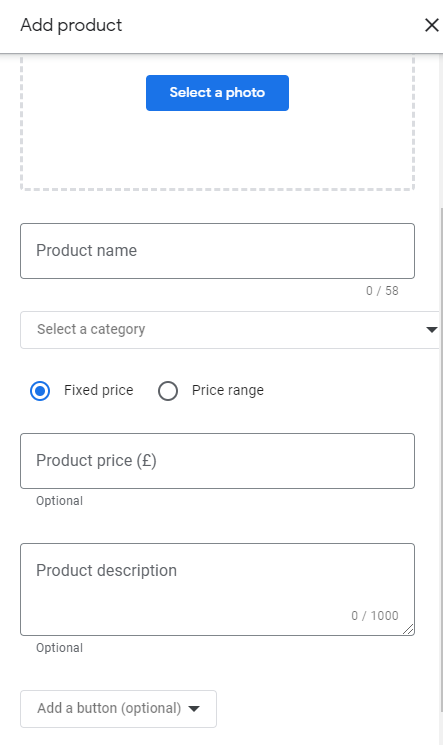 Add product
Select a photo
Product name
0 / 58
Select a category
Fixed price Price range
Product price (£)
Optional
Product description
0 / 1000
Optional
Add a button (optional)